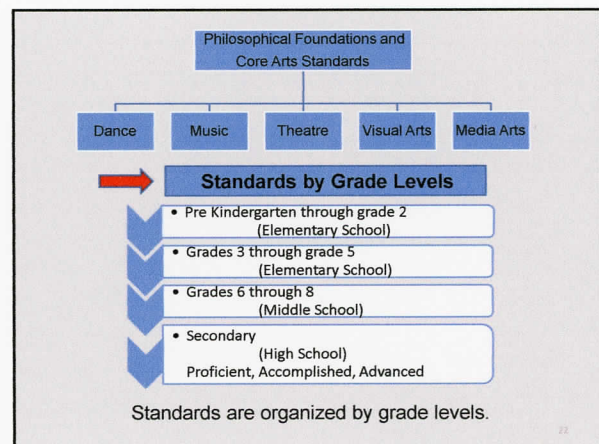 Philosophical Foundations and
Core Arts Standards
Dance
Music
Theatre
Visual Arts
Media Arts
Standards by Grade Levels
• Pre Kindergarten through grade 2
(Elementary School)
• Grades 3 through grade 5
(Elementary School)
• Grades 6 through 8
(Middle School)
• Secondary
(High School)
Proficient, Accomplished, Advanced
Standards are organized by grade levels.
22